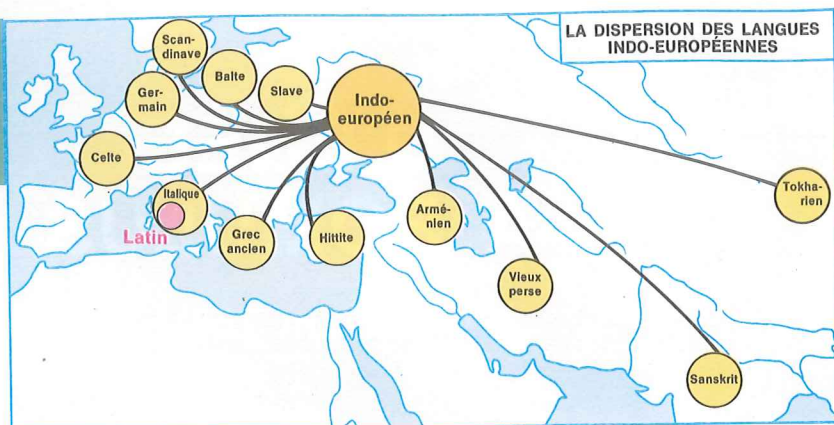 LA DISPERSION DES LANGUES
INDO-EUROPÉENNES
Scan-
dinave
Balte
Slave
Ger-
main
Indo-
européen
Celte
Italique
Latin
Grec
ancien
Hittite
Armé-
nien
Tokha-
rien
Vieux
perse
Sanskrit